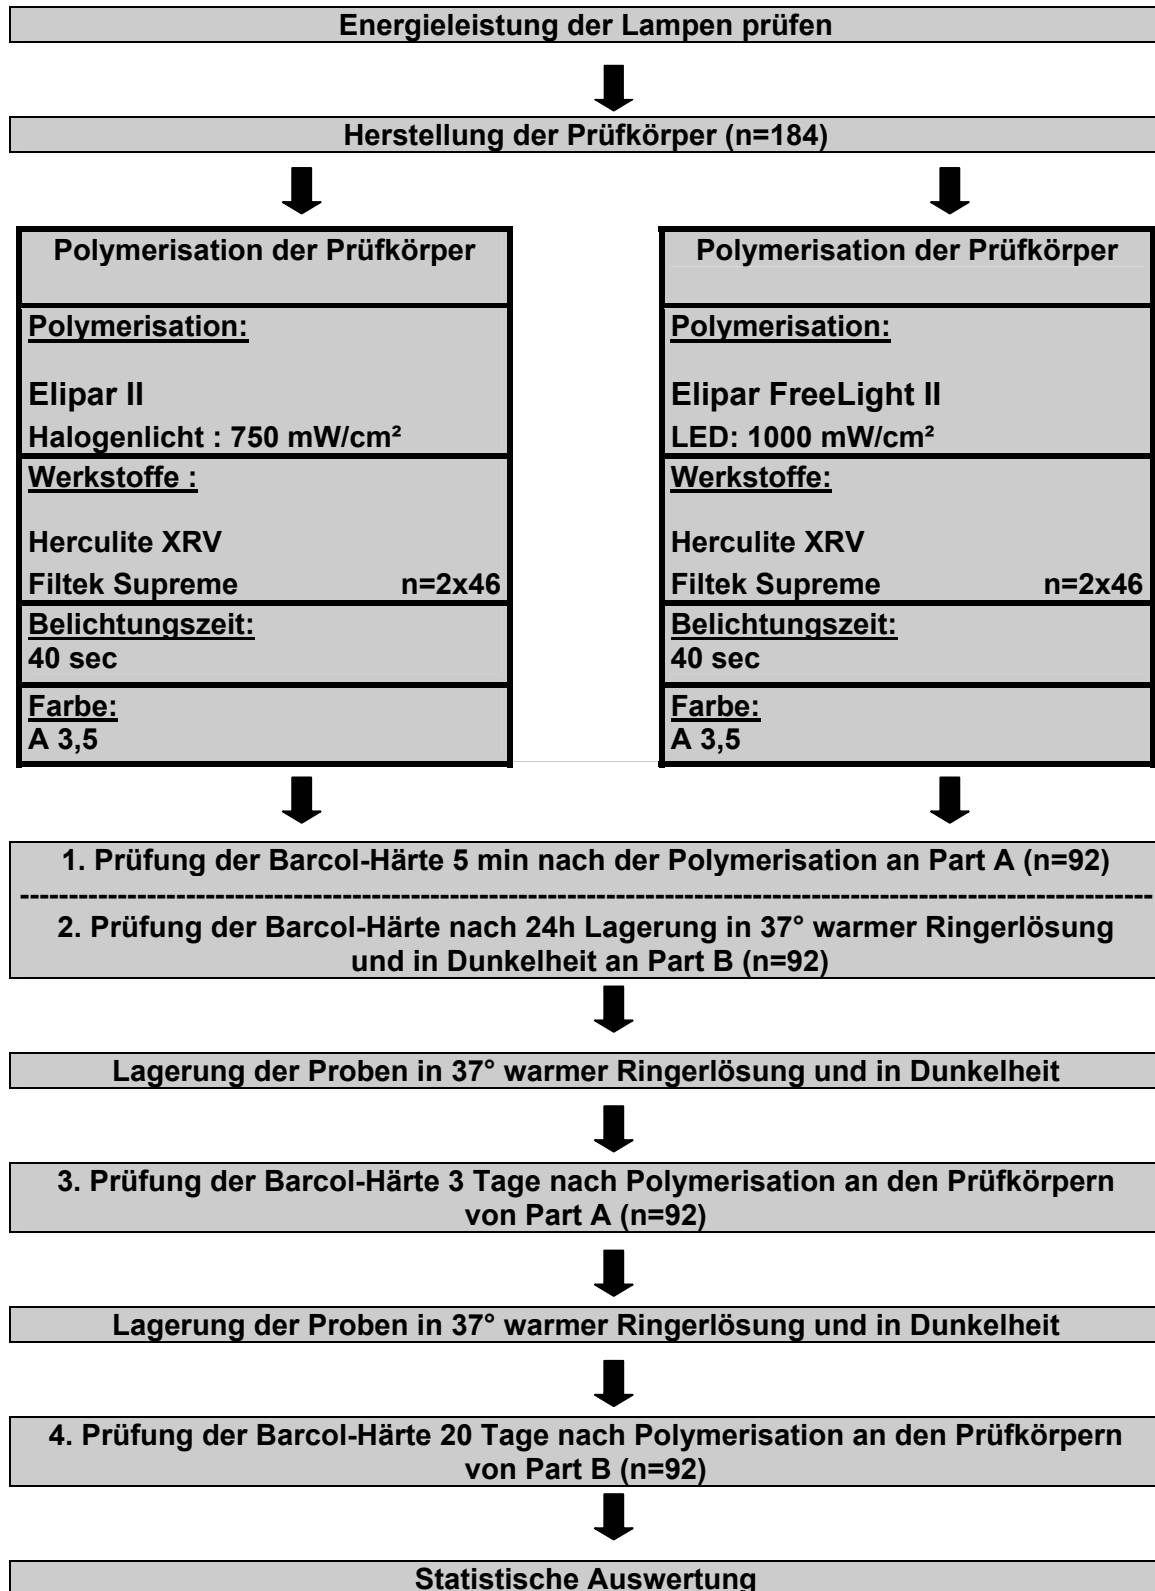 Energieleistung der Lampen prüfen
Herstellung der Prüfkörper (n=184)
Polymerisation der Prüfkörper
Polymerisation:
Elipar II
Halogenlicht : 750 mW/cm²
Werkstoffe :
Herculite XRV
Filtek Supreme n=2x46
Belichtungszeit:
40 sec
Farbe:
A 3,5
Polymerisation der Prüfkörper
Polymerisation:
Elipar FreeLight II
LED: 1000 mW/cm²
Werkstoffe:
Herculite XRV
Filtek Supreme n=2x46
Belichtungszeit:
40 sec
Farbe:
A 3,5
1. Prüfung der Barcol-Härte 5 min nach der Polymerisation an Part A (n=92)
2. Prüfung der Barcol-Härte nach 24h Lagerung in 37° warmer Ringerlösung
und in Dunkelheit an Part B (n=92)
Lagerung der Proben in 37° warmer Ringerlösung und in Dunkelheit
3. Prüfung der Barcol-Härte 3 Tage nach Polymerisation an den Prüfkörpern
von Part A (n=92)
Lagerung der Proben in 37° warmer Ringerlösung und in Dunkelheit
4. Prüfung der Barcol-Härte 20 Tage nach Polymerisation an den Prüfkörpern
von Part B (n=92)
Statistische Auswertung